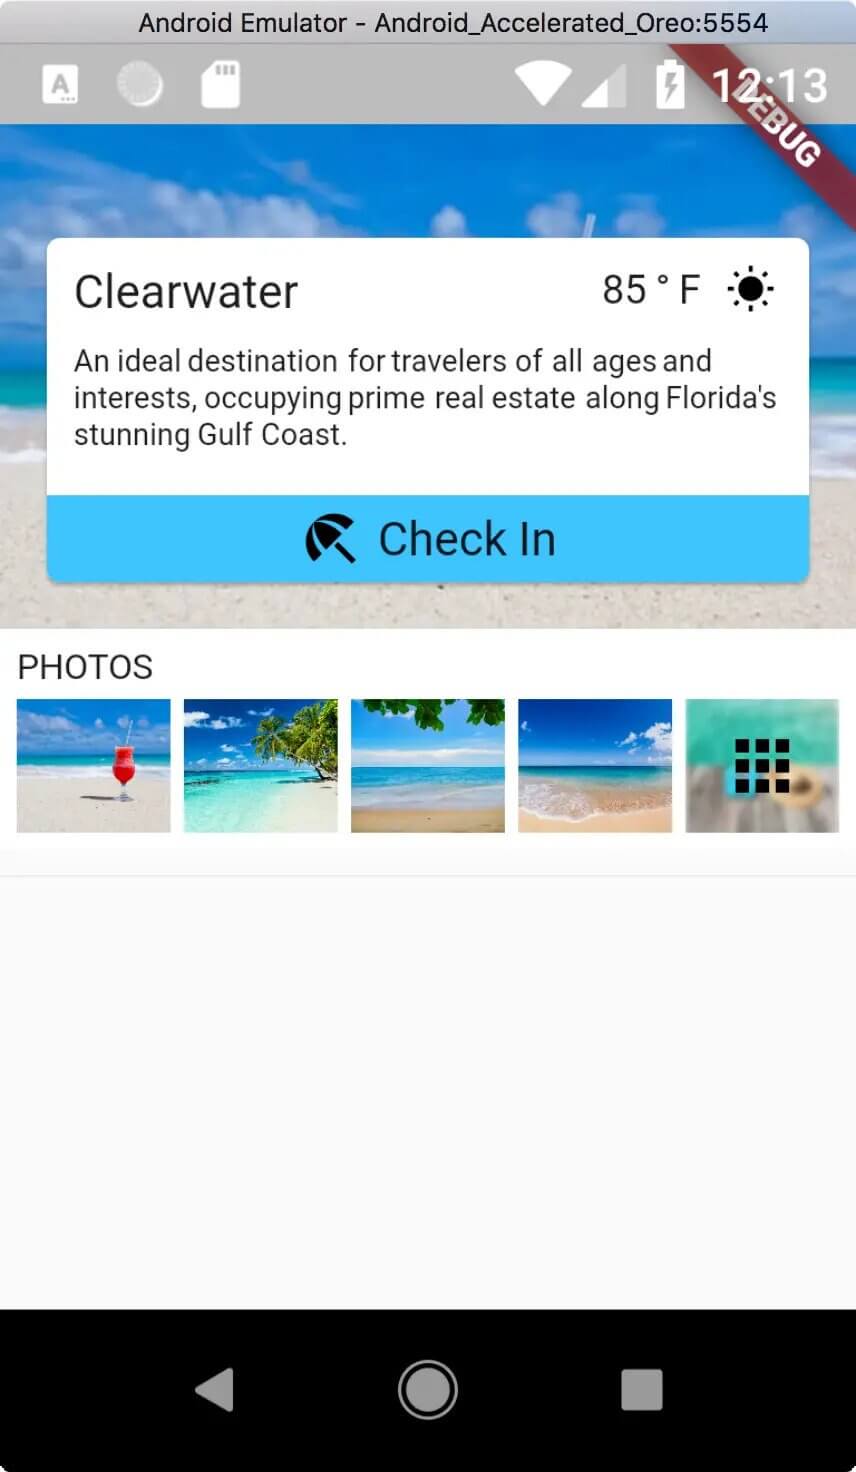 Android Emulator - Android_Accelerated_Oreo:5554
A
12:13
DEBUG
Clearwater
85 ° F
An ideal destination for travelers of all ages and
interests, occupying prime real estate along Florida's
stunning Gulf Coast.
Check In
PHOTOS